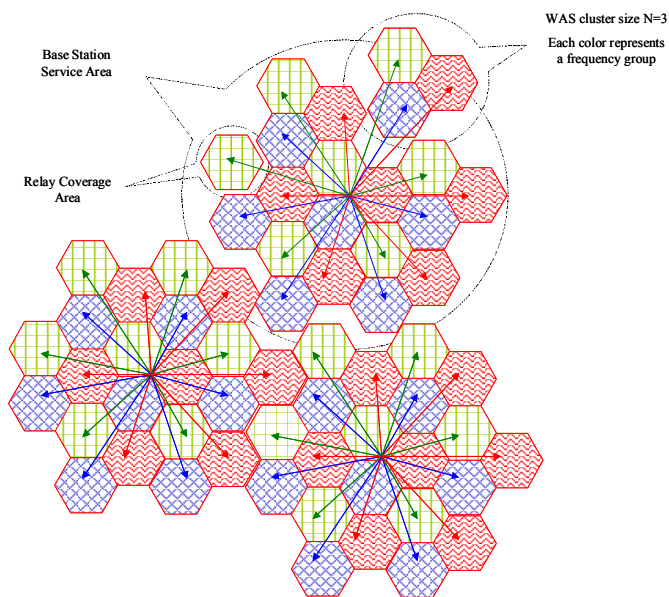 WAS cluster size N=3
Each color represents
a frequency group
Base Station
Service Area
Relay Coverage
Area